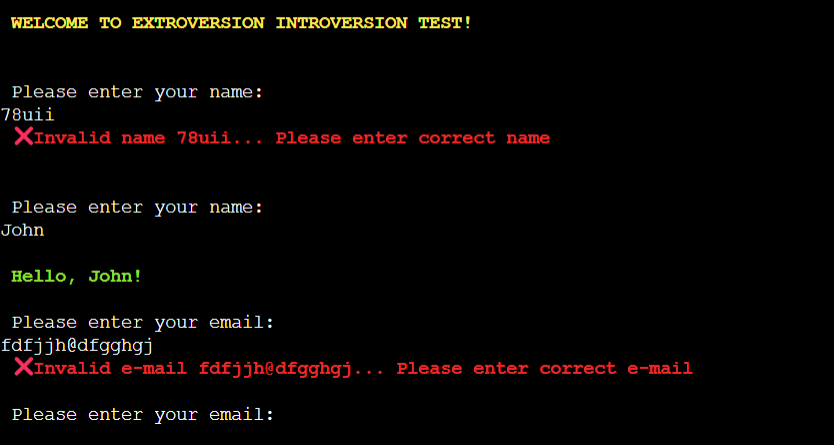 WELCOME TO EXTROVERSION INTROVERSION TEST!
Please enter your name:
78uii
❌Invalid name 78uii... Please enter correct name
Please enter your name:
John
Hello, John!
Please enter your email:
fdfjjh@dfgghgj
❌Invalid e-mail fdfjjh@dfgghgj... Please enter correct e-mail
Please enter your email: